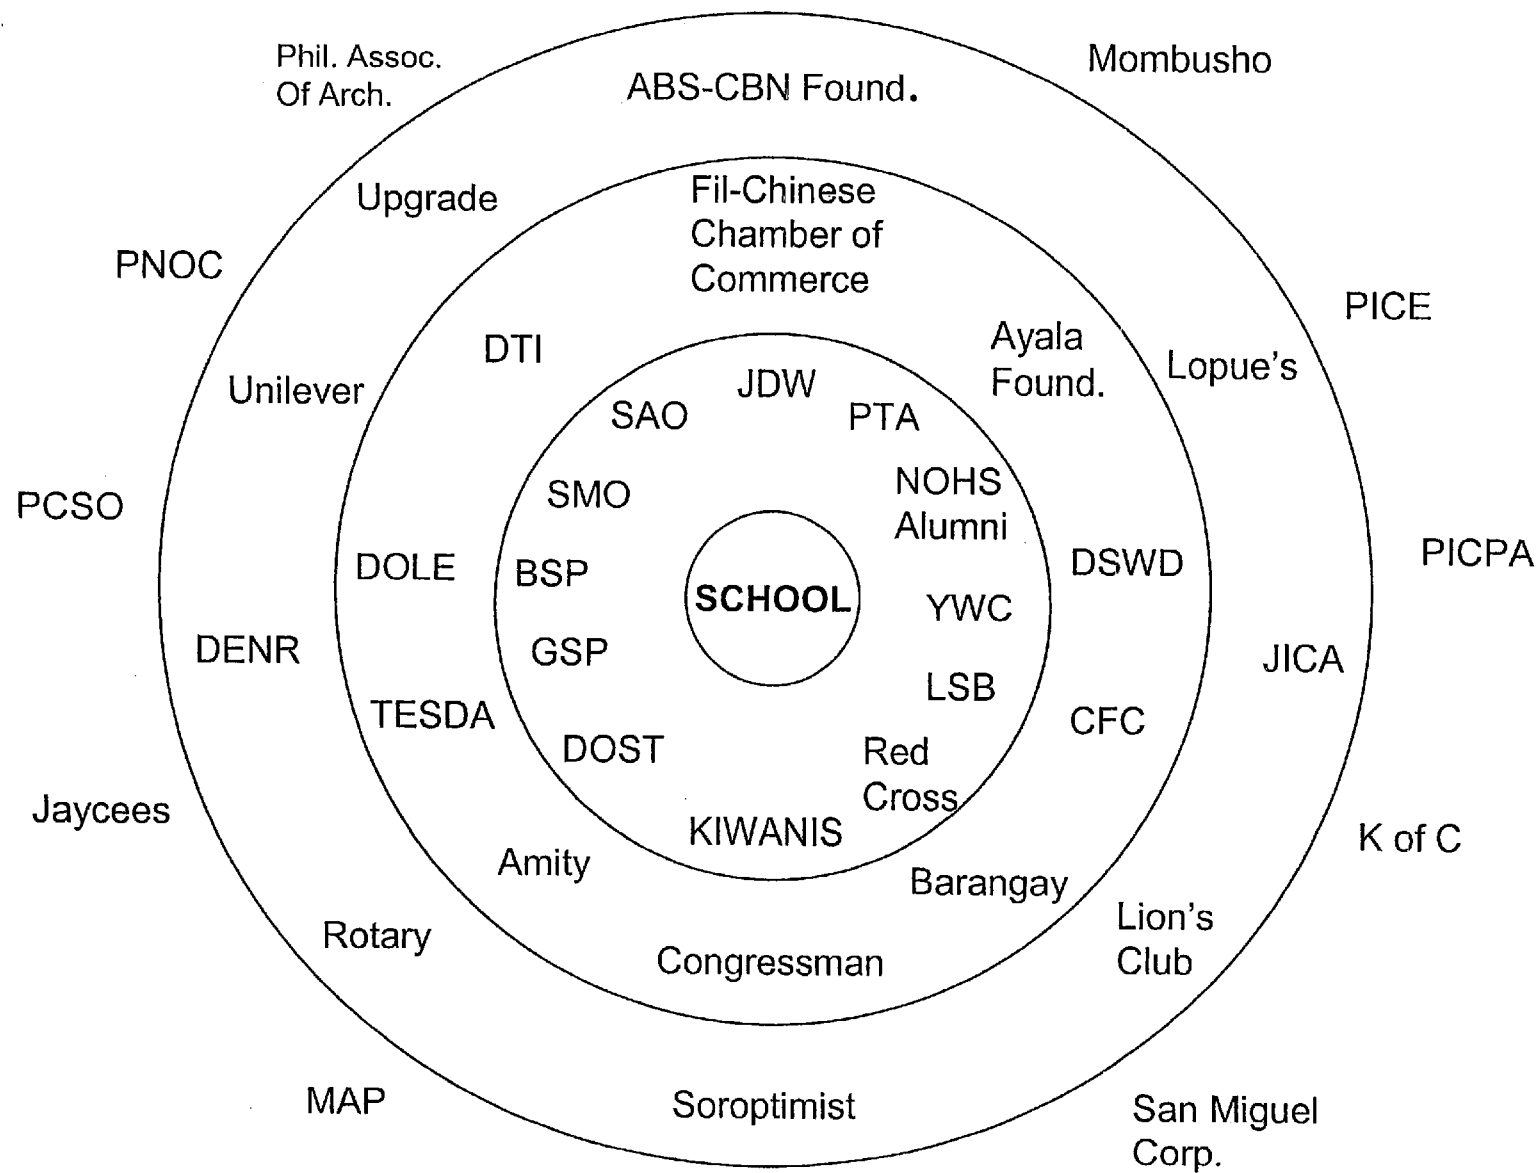 Phil. Assoc.
Of Arch.
Mombusho
ABS-CBN Found.
Upgrade
Fil-Chinese
Chamber of
Commerce
PNOC
PICE
DTI
Ayala
Found.
Lopue's
Unilever
JDW
SAO
PTA
SMO
NOHS
Alumni
PCSO
PICPA
DOLE
BSP
SCHOOL
DSWD
YWC
DENR
GSP
JICA
LSB
TESDA
CFC
DOST
Red
Cross
Jaycees
KIWANIS
K of C
Amity
Barangay
Rotary
Lion's
Club
Congressman
MAP
Soroptimist
San Miguel
Corp.